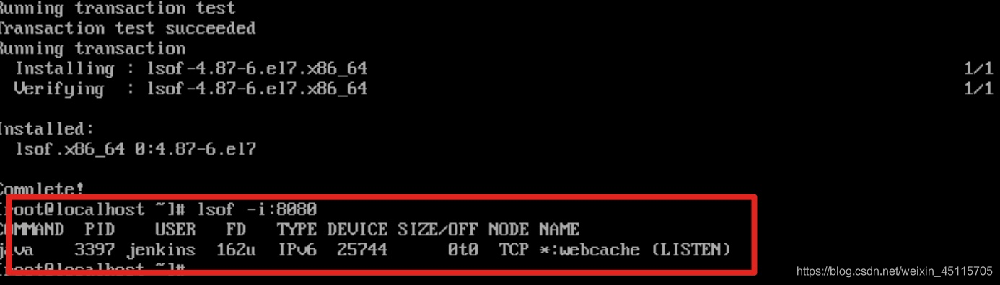 Running transaction test
Transaction test succeeded
Running transaction
Installing : lsof-4.87-6.el7.x86_64 1/1
Verifying : lsof-4.87-6.el7.x86_64 1/1
Installed:
lsof.x86_64 0:4.87-6.el7
Complete!
[root@localhost ~]# lsof -i:8080
COMMAND PID USER FD TYPE DEVICE SIZE/OFF NODE NAME
java 3397 jenkins 162u IPv6 25744 0t0 TCP *:webcache (LISTEN)
[root@localhost ~]#
https://blog.csdn.net/weixin_45115705